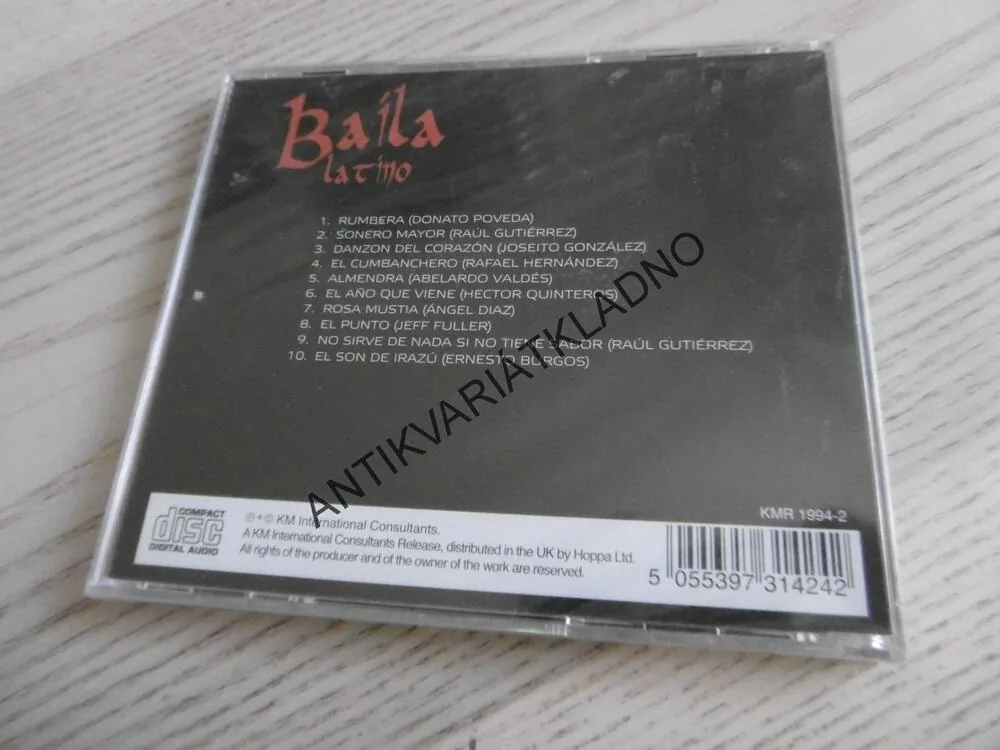 Baila
latino
1. RUMBERA (DONATO POVEDA)
2. SONERO MAYOR (RAÚL GUTIÉRREZ)
3. DANZON DEL CORAZÓN (JOSEITO GONZÁLEZ)
4. EL CUMBANCHERO (RAFAEL HERNÁNDEZ)
5. ALMENDRA (ABELARDO VALDÉS)
6. EL AÑO QUE VIENE (HECTOR QUINTEROS)
7. ROSA MUSTIA (ÁNGEL DIAZ)
8. EL PUNTO (JEFF FULLER)
9. NO SIRVE DE NADA SI NO TIENE SABOR (RAÚL GUTIÉRREZ)
10. EL SON DE IRAZÚ (ERNESTO BURGOS)
ANTIKVARIÁTKLADNO
KMR 1994-2
COMPACT
disc
DIGITAL AUDIO
℗+© KM International Consultants.
A KM International Consultants Release, distributed in the UK by Hoppa Ltd.
All rights of the producer and of the owner of the work are reserved.
5 055397 314242